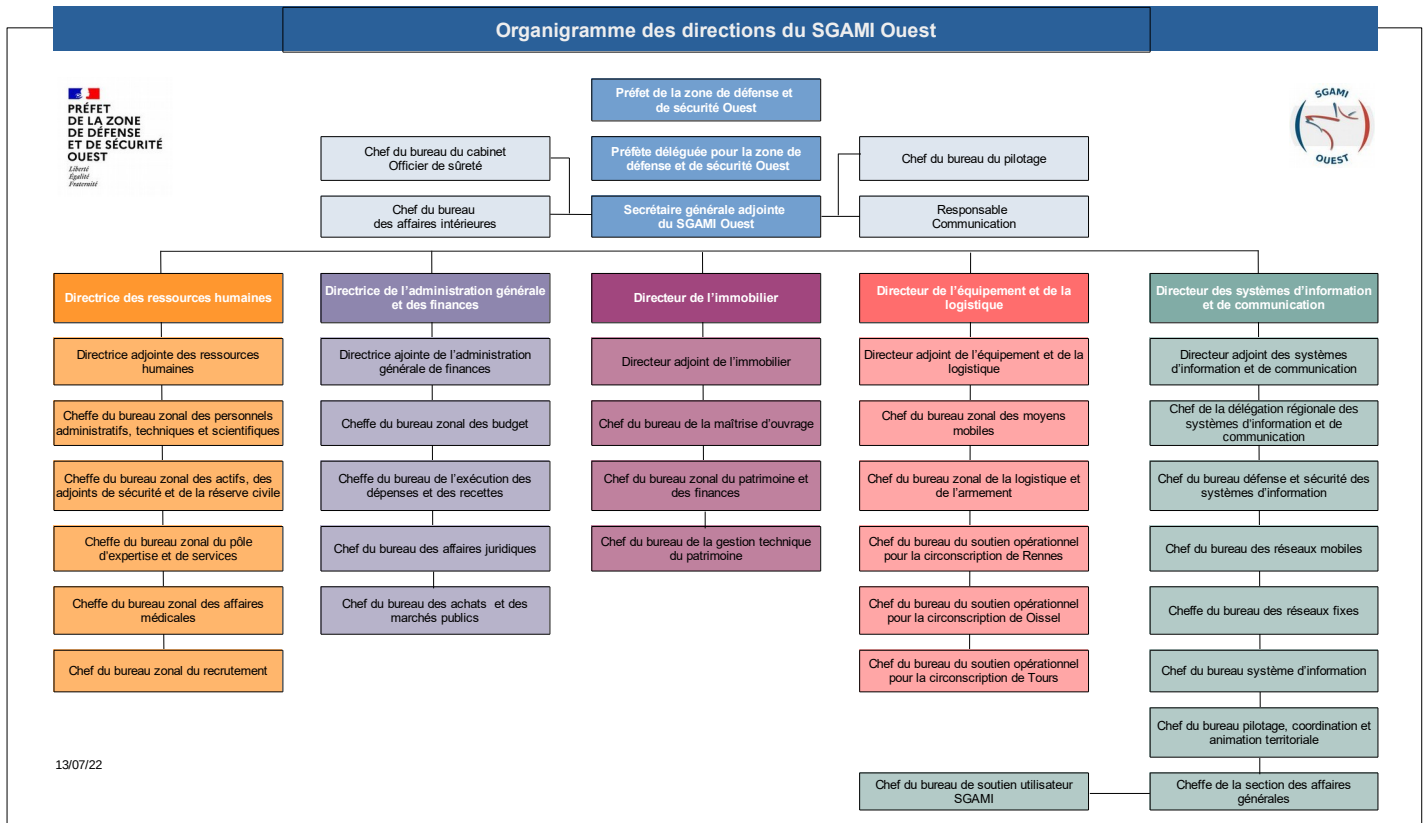 Organigramme des directions du SGAMI Ouest
PRÉFET
DE LA ZONE
DE DÉFENSE
ET DE SÉCURITÉ
OUEST
Liberté
Égalité
Fraternité
SGAMI
OUEST
Préfet de la zone de défense et
de sécurité Ouest
Chef du bureau du cabinet
Officier de sûreté
Préfète déléguée pour la zone de
défense et de sécurité Ouest
Chef du bureau du pilotage
Chef du bureau
des affaires intérieures
Secrétaire générale adjointe
du SGAMI Ouest
Responsable
Communication
Directrice des ressources humaines
Directrice adjointe des ressources
humaines
Cheffe du bureau zonal des personnels
administratifs, techniques et scientifiques
Cheffe du bureau zonal des actifs, des
adjoints de sécurité et de la réserve civile
Cheffe du bureau zonal du pôle
d'expertise et de services
Cheffe du bureau zonal des affaires
médicales
Chef du bureau zonal du recrutement
Directrice de l'administration générale
et des finances
Directrice ajointe de l'administration
générale de finances
Cheffe du bureau zonal des budget
Cheffe du bureau de l'exécution des
dépenses et des recettes
Chef du bureau des affaires juridiques
Chef du bureau des achats et des
marchés publics
Directeur de l'immobilier
Directeur adjoint de l'immobilier
Chef du bureau de la maîtrise d'ouvrage
Chef du bureau zonal du patrimoine et
des finances
Chef du bureau de la gestion technique
du patrimoine
Directeur de l'équipement et de la
logistique
Directeur adjoint de l'équipement et de la
logistique
Chef du bureau zonal des moyens
mobiles
Chef du bureau zonal de la logistique et
de l'armement
Chef du bureau du soutien opérationnel
pour la circonscription de Rennes
Chef du bureau du soutien opérationnel
pour la circonscription de Oissel
Chef du bureau du soutien opérationnel
pour la circonscription de Tours
Directeur des systèmes d'information
et de communication
Directeur adjoint des systèmes
d'information et de communication
Chef de la délégation régionale des
systèmes d'information et de
communication
Chef du bureau défense et sécurité des
systèmes d'information
Chef du bureau des réseaux mobiles
Cheffe du bureau des réseaux fixes
Chef du bureau système d'information
Chef du bureau pilotage, coordination et
animation territoriale
Cheffe de la section des affaires
générales
Chef du bureau de soutien utilisateur
SGAMI
13/07/22